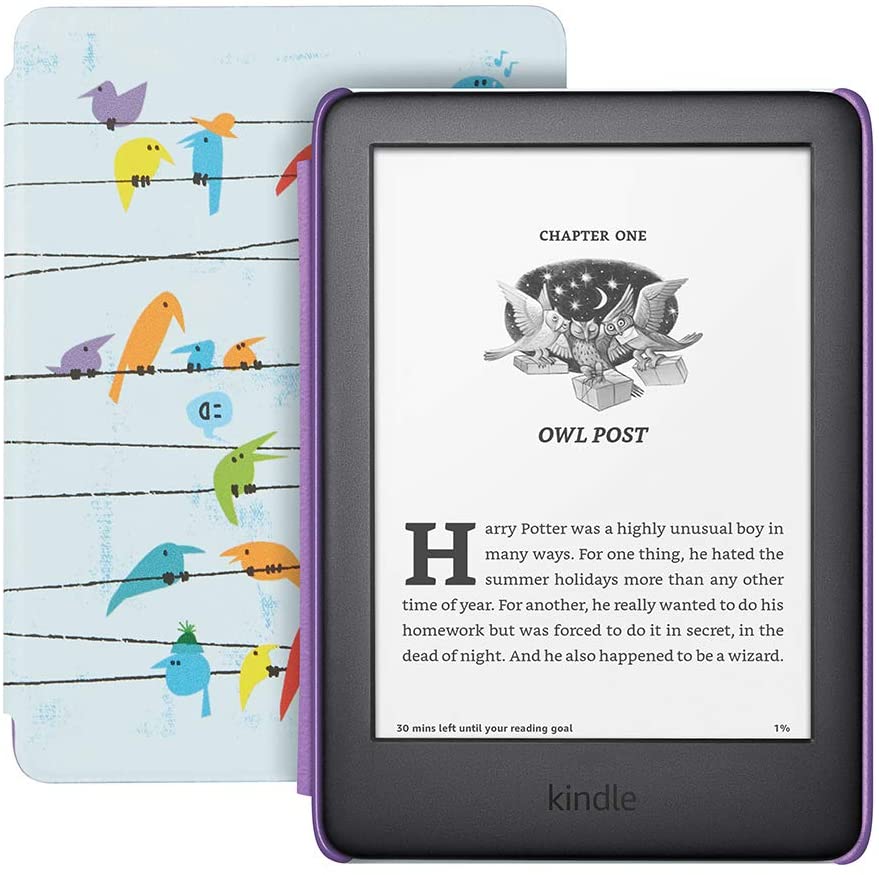 CHAPTER ONE
OWL POST
Harry Potter was a highly unusual boy in
many ways. For one thing, he hated the
summer holidays more than any other
time of year. For another, he really wanted to do his
homework but was forced to do it in secret, in the
dead of night. And he also happened to be a wizard.
30 mins left until your reading goal 1%
kindle